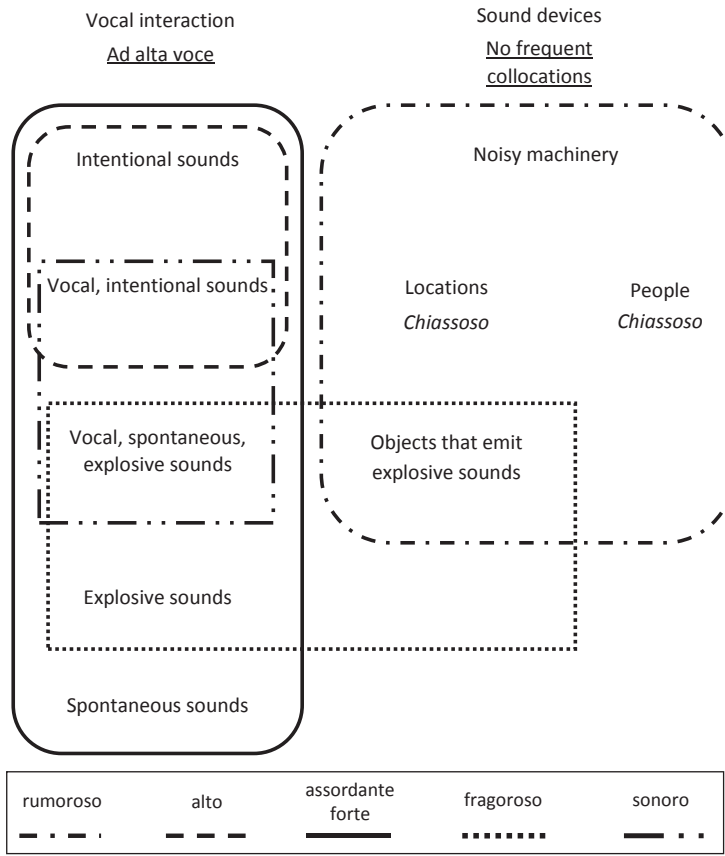 Vocal interaction
Ad alta voce
Sound devices
No frequent
collocations
Intentional sounds
Noisy machinery
Vocal, intentional sounds
Locations
Chiassoso
People
Chiassoso
Vocal, spontaneous,
explosive sounds
Objects that emit
explosive sounds
Explosive sounds
Spontaneous sounds
rumoroso
alto
assordante
forte
fragoroso
sonoro